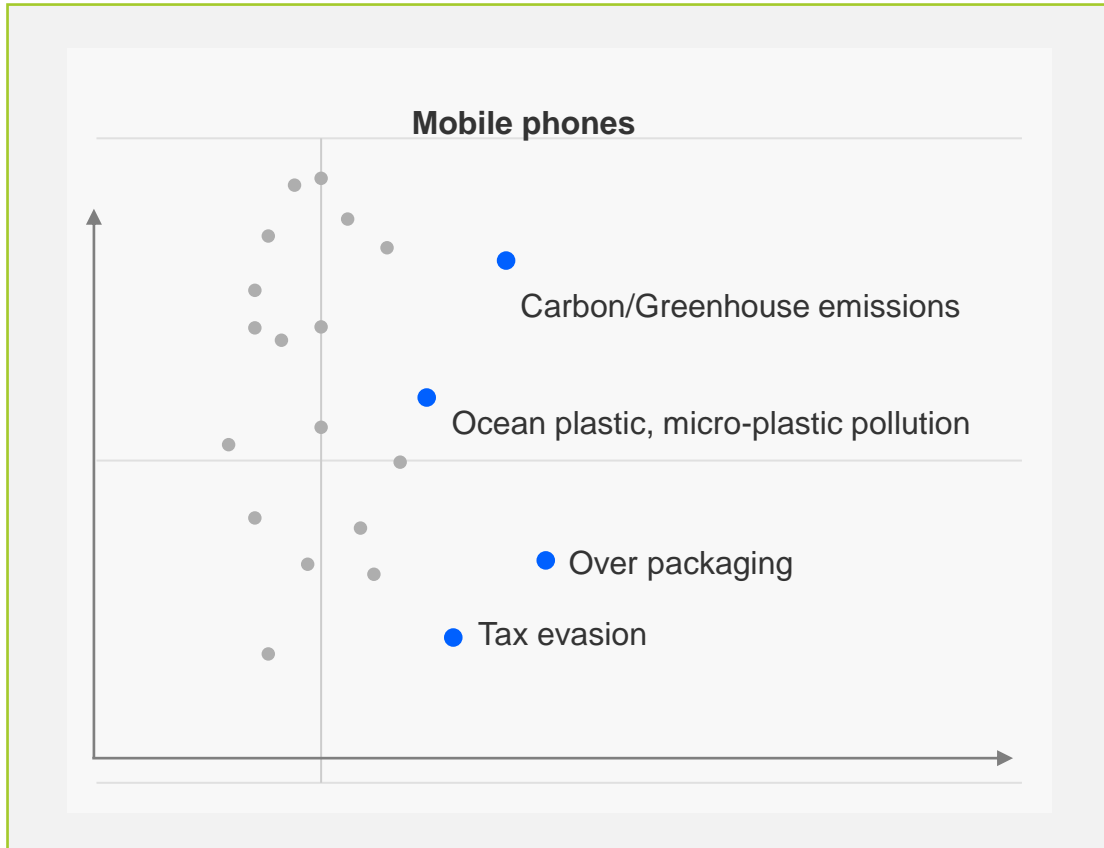 Mobile phones
Carbon/Greenhouse emissions
Ocean plastic, micro-plastic pollution
Over packaging
Tax evasion